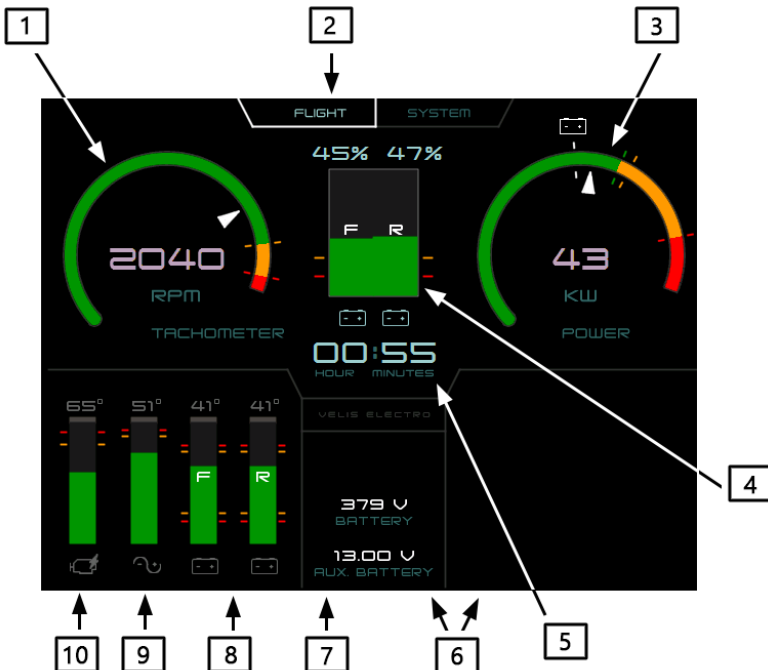 1
2
3
FLIGHT SYSTEM
45% 47%
- +
F R
2040
RPM
TACHOMETER
43
KW
POWER
- + - +
00:55
HOUR MINUTES
VELIS ELECTRO
65° 51° 41° 41°
F R
- + - +
4
379 V
BATTERY
13.00 V
AUX. BATTERY
10 9 8 7 6 5